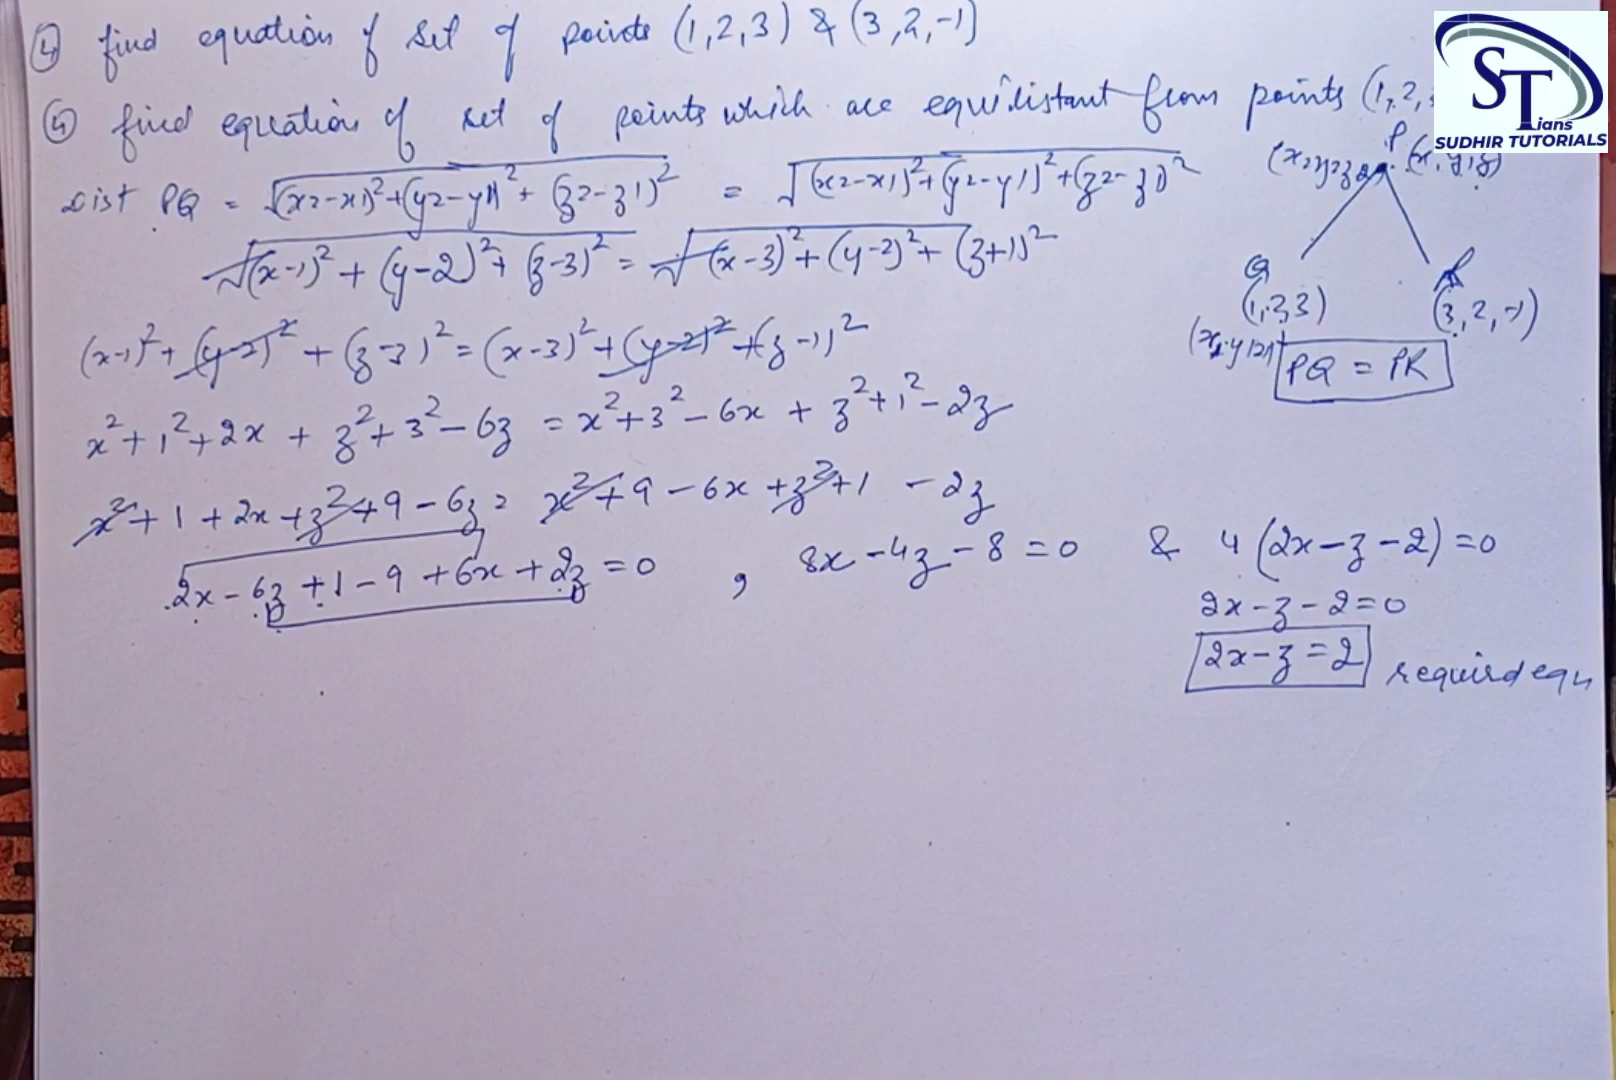 ④ find equation of set of points (1,2,3) & (3,2,-1)
⑤ find equation of set of points which are equidistant from points (1,2,
Dist PQ = √(x2-x1)²+(y2-y1)²+(z2-z1)² = √(x2-x1)²+(y2-y1)²+(z2-z1)²
√(x-1)²+(y-2)²+(z-3)² = √(x-3)²+(y-2)²+(z+1)²
(x-1)²+(y-2)²+(z-3)²=(x-3)²+(y-2)²+(z-1)²
x²+1²+2x+z²+3²-6z = x²+3²-6x+z²+1²-2z
x²+1+2x+z²+9-6z = x²+9-6x+z²+1-2z
2x-6z+1-9+6x+2z=0 , 8x-4z-8=0 & 4(2x-z-2)=0
2x-z-2=0
2x-z=2 required eqn
P (x,y,z)
(x2y2z2)
Q R
(1,2,3) (3,2,-1)
PQ = PR
ST
ians
SUDHIR TUTORIALS